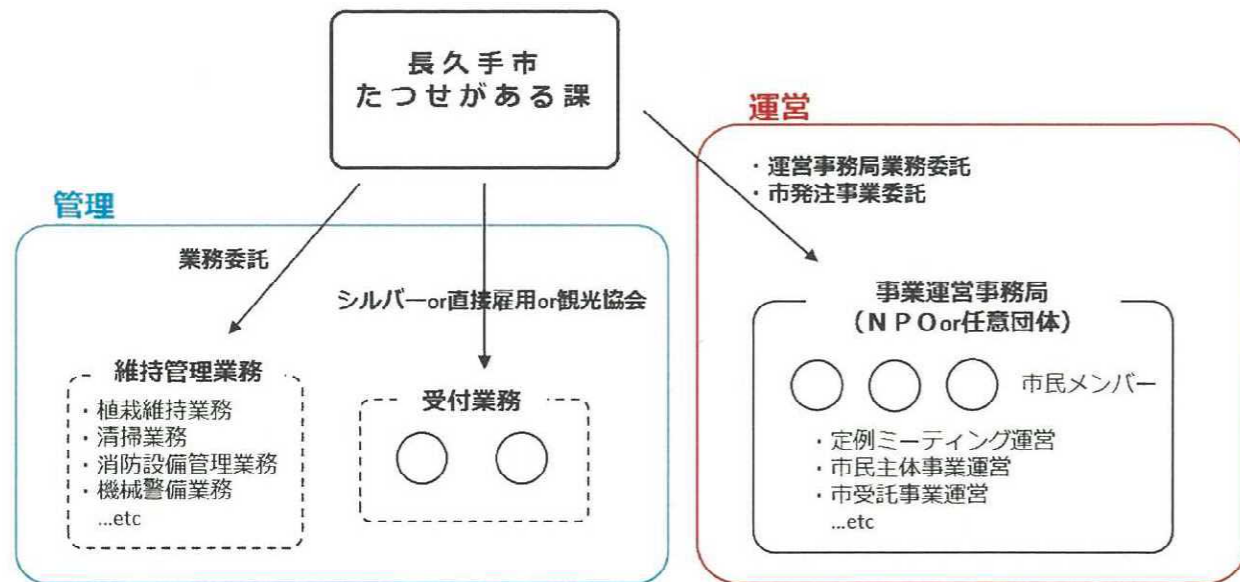 長久手市
たつせがある課
運営
・運営事務局業務委託
・市発注事業委託
管理
業務委託
シルバーor直接雇用or観光協会
維持管理業務
・植栽維持業務
・清掃業務
・消防設備管理業務
・機械警備業務
...etc
受付業務
事業運営事務局
（ＮＰＯor任意団体）
市民メンバー
・定例ミーティング運営
・市民主体事業運営
・市受託事業運営
...etc